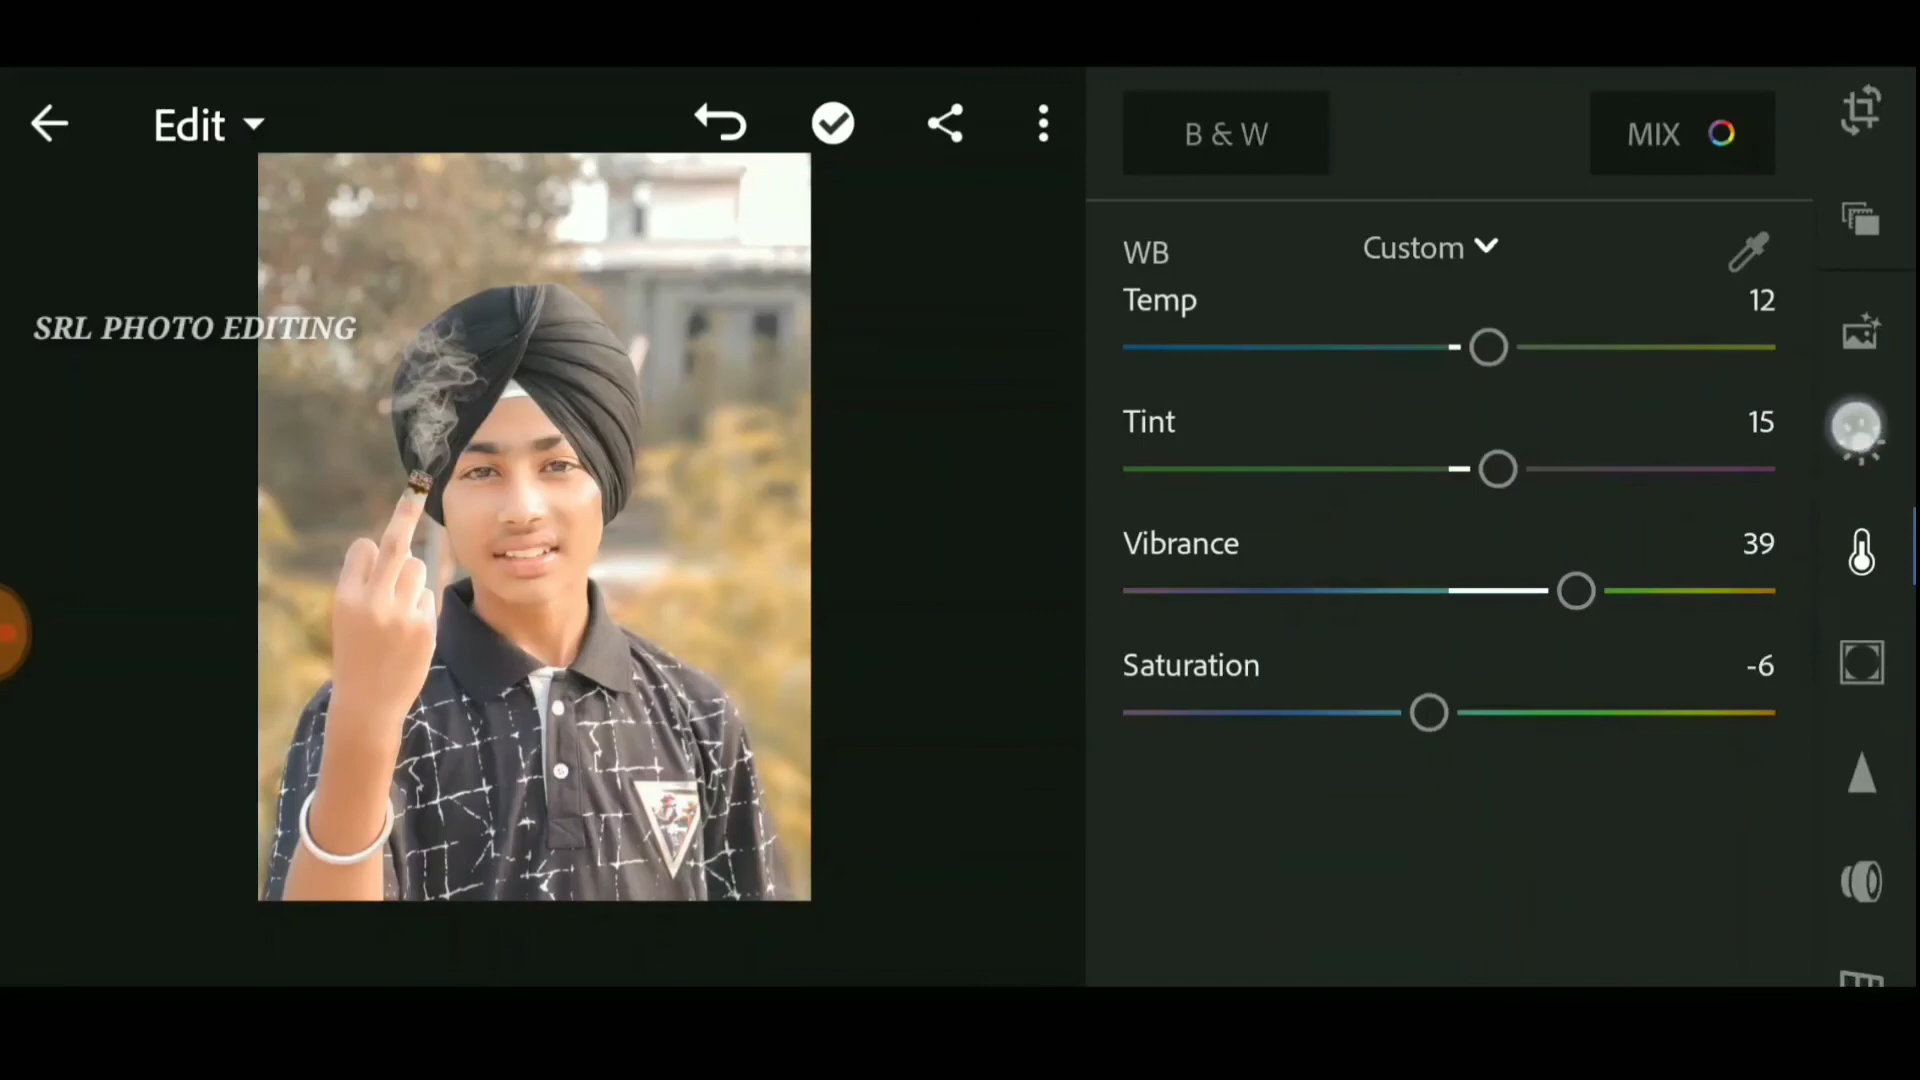 Edit
B & W
MIX
WB
Custom
Temp
12
SRL PHOTO EDITING
Tint
15
Vibrance
39
Saturation
-6